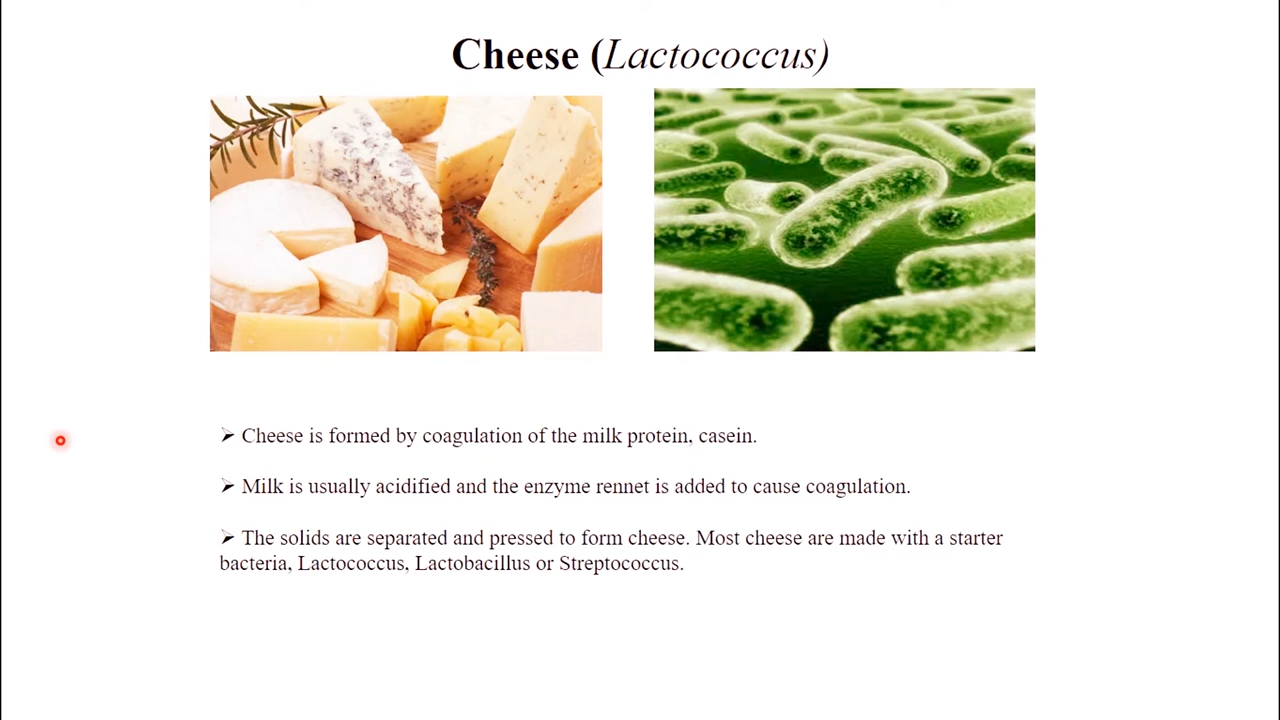 Cheese (Lactococcus)
➢ Cheese is formed by coagulation of the milk protein, casein.
➢ Milk is usually acidified and the enzyme rennet is added to cause coagulation.
➢ The solids are separated and pressed to form cheese. Most cheese are made with a starter
bacteria, Lactococcus, Lactobacillus or Streptococcus.